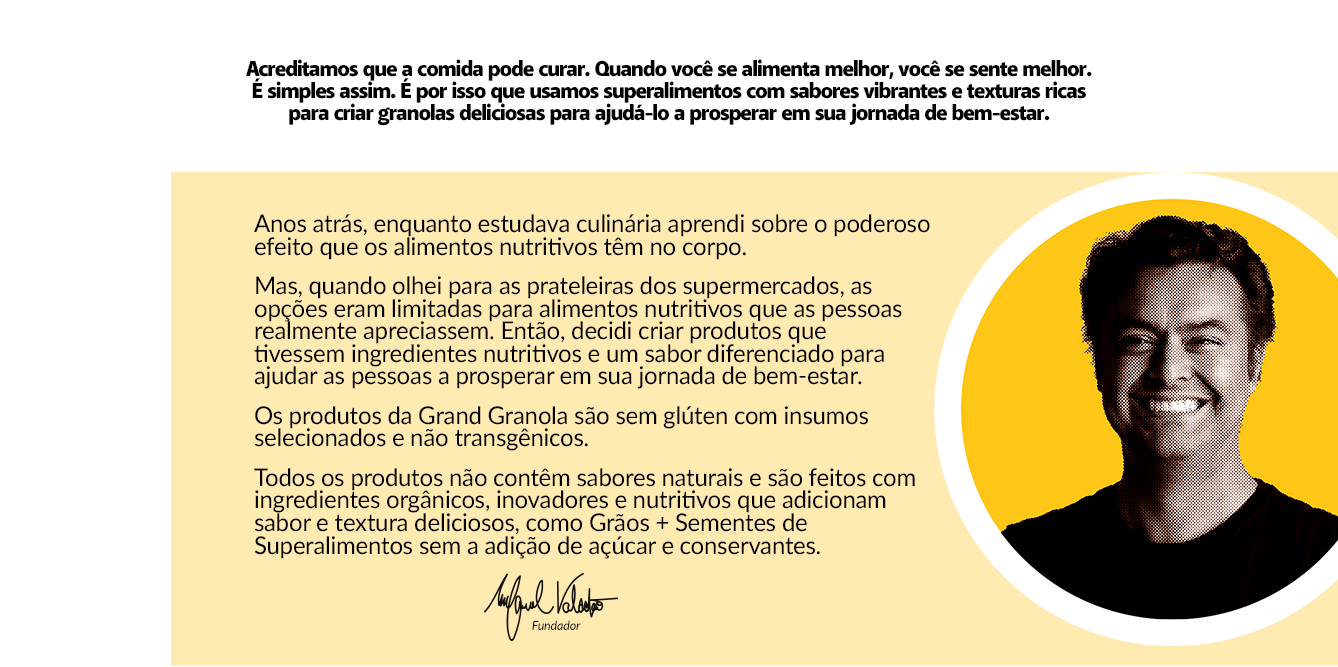 Acreditamos que a comida pode curar. Quando você se alimenta melhor, você se sente melhor.
É simples assim. É por isso que usamos superalimentos com sabores vibrantes e texturas ricas
para criar granolas deliciosas para ajudá-lo a prosperar em sua jornada de bem-estar.
Anos atrás, enquanto estudava culinária aprendi sobre o poderoso
efeito que os alimentos nutritivos têm no corpo.
Mas, quando olhei para as prateleiras dos supermercados, as
opções eram limitadas para alimentos nutritivos que as pessoas
realmente apreciassem. Então, decidi criar produtos que
tivessem ingredientes nutritivos e um sabor diferenciado para
ajudar as pessoas a prosperar em sua jornada de bem-estar.
Os produtos da Grand Granola são sem glúten com insumos
selecionados e não transgênicos.
Todos os produtos não contêm sabores naturais e são feitos com
ingredientes orgânicos, inovadores e nutritivos que adicionam
sabor e textura deliciosos, como Grãos + Sementes de
Superalimentos sem a adição de açúcar e conservantes.
Fundador